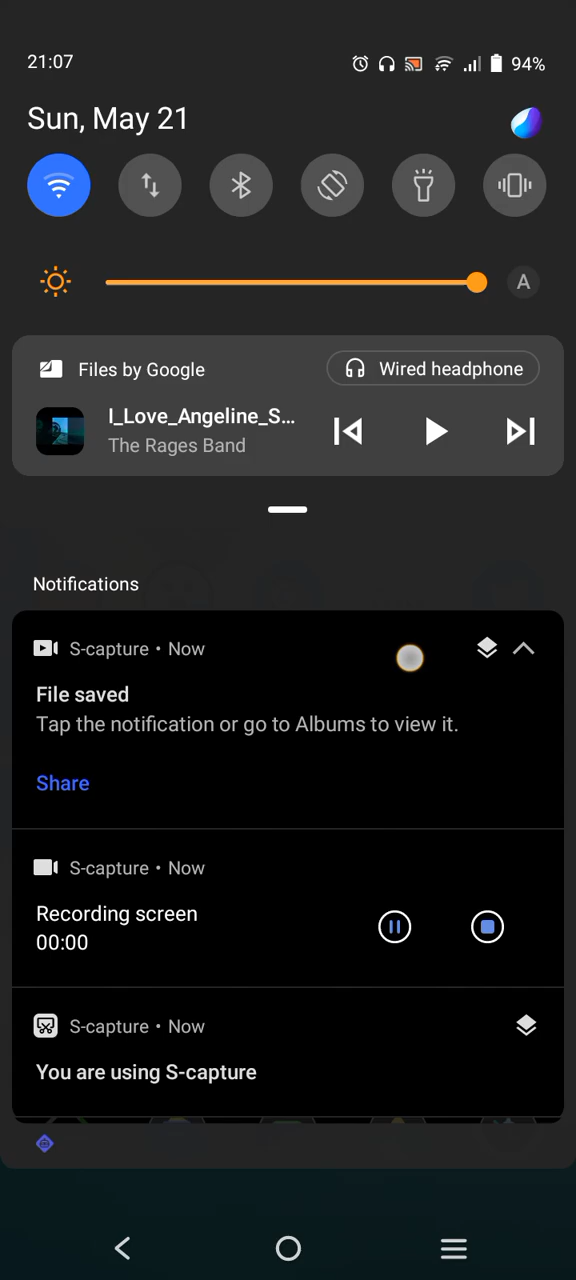 21:07
94%
Sun, May 21
A
Files by Google
Wired headphone
I_Love_Angeline_S...
The Rages Band
Notifications
S-capture • Now
File saved
Tap the notification or go to Albums to view it.
Share
S-capture • Now
Recording screen
00:00
S-capture • Now
You are using S-capture